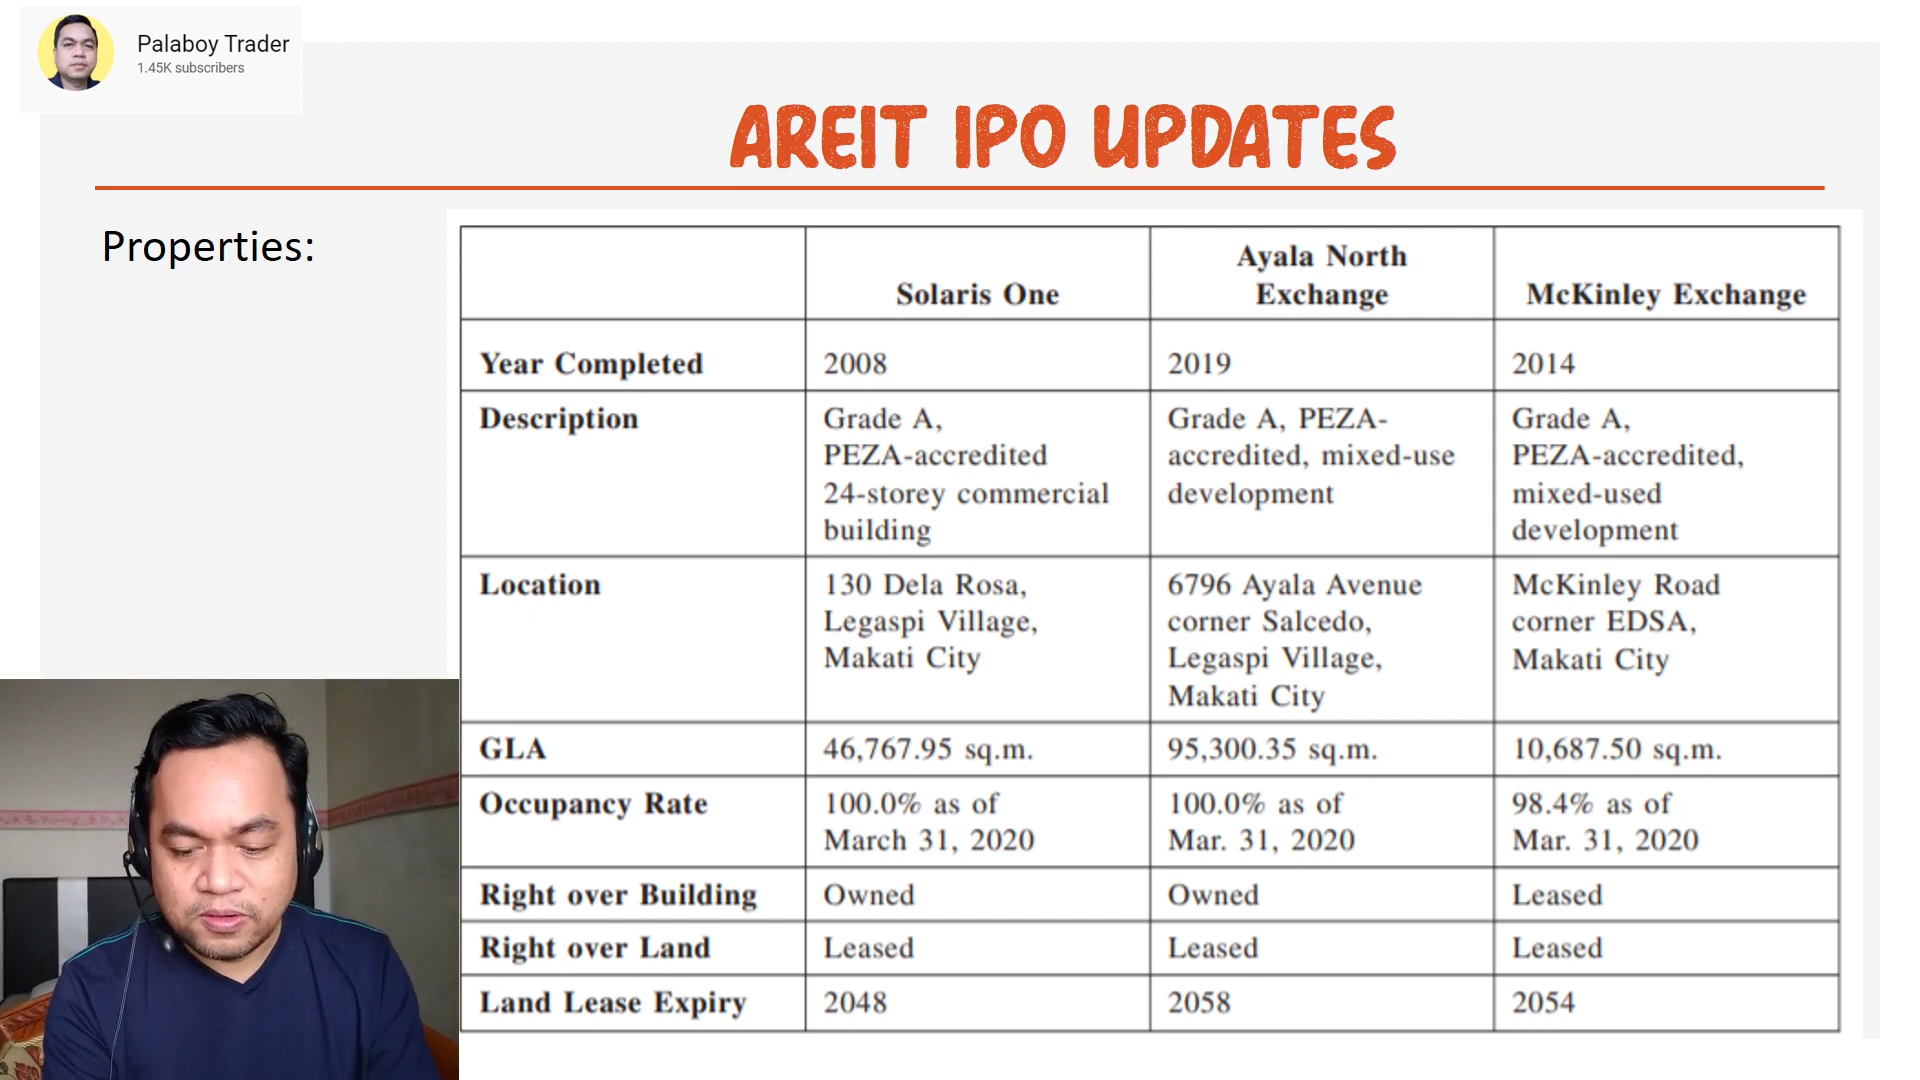 Palaboy Trader
1.45K subscribers
AREIT IPO UPDATES
Properties:
Solaris One
Ayala North
Exchange
McKinley Exchange
Year Completed
2008
2019
2014
Description
Grade A,
PEZA-accredited
24-storey commercial
building
Grade A, PEZA-
accredited, mixed-use
development
Grade A,
PEZA-accredited,
mixed-used
development
Location
130 Dela Rosa,
Legaspi Village,
Makati City
6796 Ayala Avenue
corner Salcedo,
Legaspi Village,
Makati City
McKinley Road
corner EDSA,
Makati City
GLA
46,767.95 sq.m.
95,300.35 sq.m.
10,687.50 sq.m.
Occupancy Rate
100.0% as of
March 31, 2020
100.0% as of
Mar. 31, 2020
98.4% as of
Mar. 31, 2020
Right over Building
Owned
Owned
Leased
Right over Land
Leased
Leased
Leased
Land Lease Expiry
2048
2058
2054